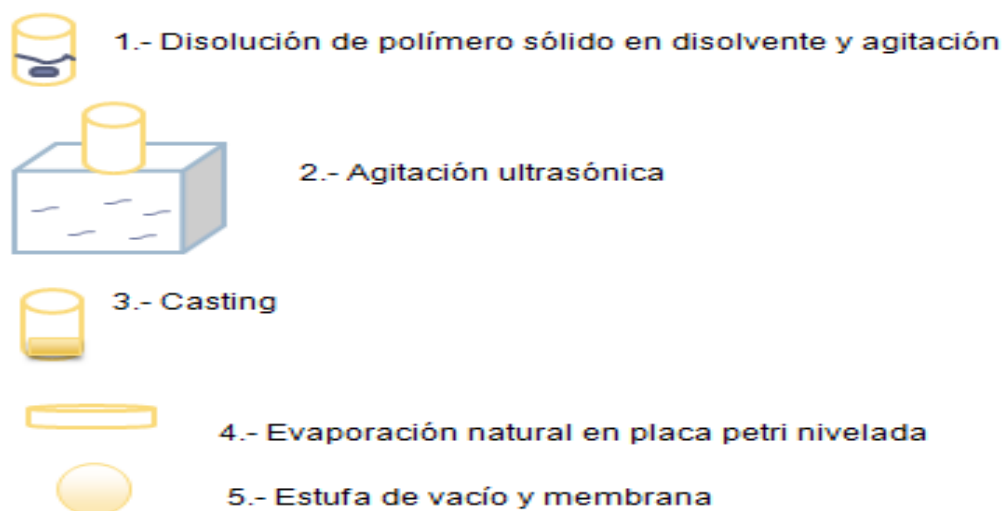 1.- Disolución de polímero sólido en disolvente y agitación
2.- Agitación ultrasónica
3.- Casting
4.- Evaporación natural en placa petri nivelada
5.- Estufa de vacío y membrana